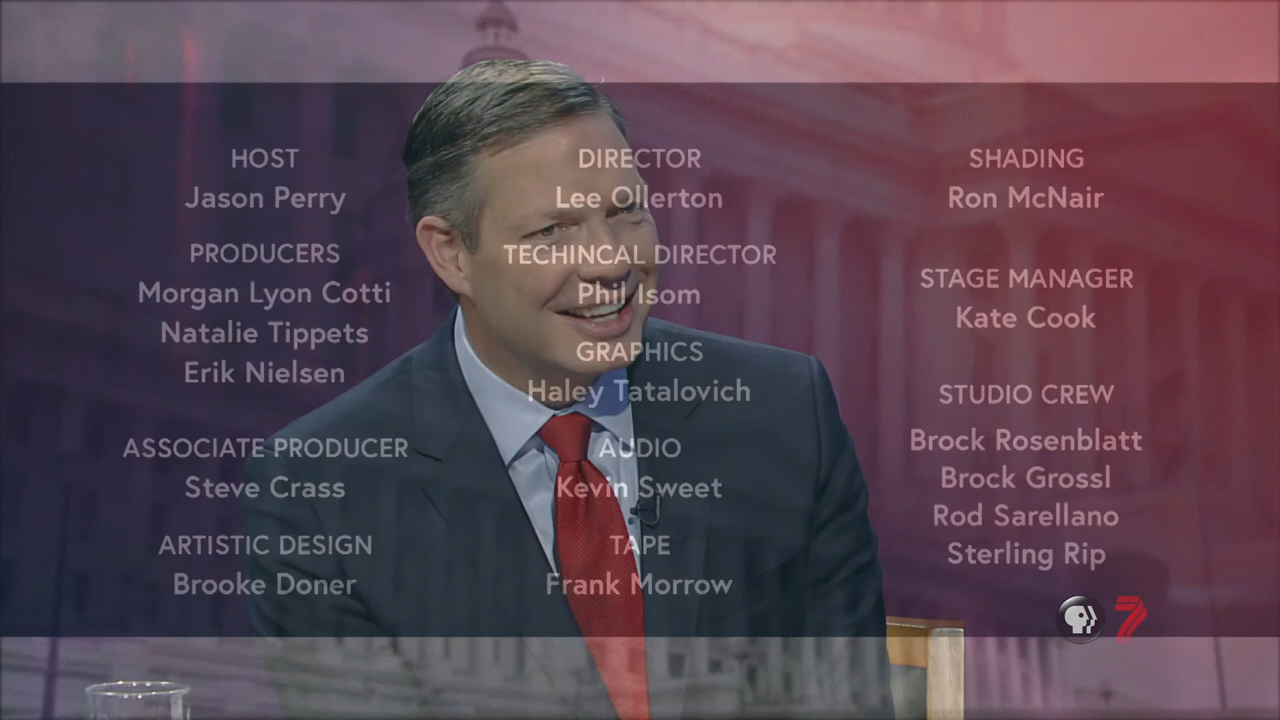 HOST
Jason Perry
PRODUCERS
Morgan Lyon Cotti
Natalie Tippets
Erik Nielsen
ASSOCIATE PRODUCER
Steve Crass
ARTISTIC DESIGN
Brooke Doner
DIRECTOR
Lee Ollerton
TECHINCAL DIRECTOR
Phil Isom
GRAPHICS
Haley Tatalovich
AUDIO
Kevin Sweet
TAPE
Frank Morrow
SHADING
Ron McNair
STAGE MANAGER
Kate Cook
STUDIO CREW
Brock Rosenblatt
Brock Grossl
Rod Sarellano
Sterling Rip
7